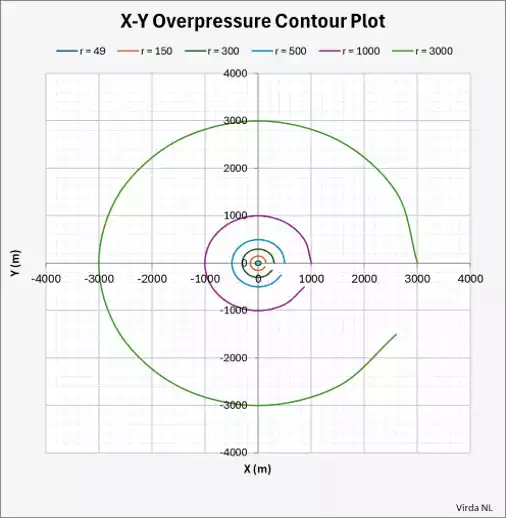 X-Y Overpressure Contour Plot
r = 49 r = 150 r = 300 r = 500 r = 1000 r = 3000
4000
3000
2000
1000
0
-4000 -3000 -2000 -1000 0 1000 2000 3000 4000
-1000
-2000
-3000
-4000
Y (m)
X (m)
Virda NL